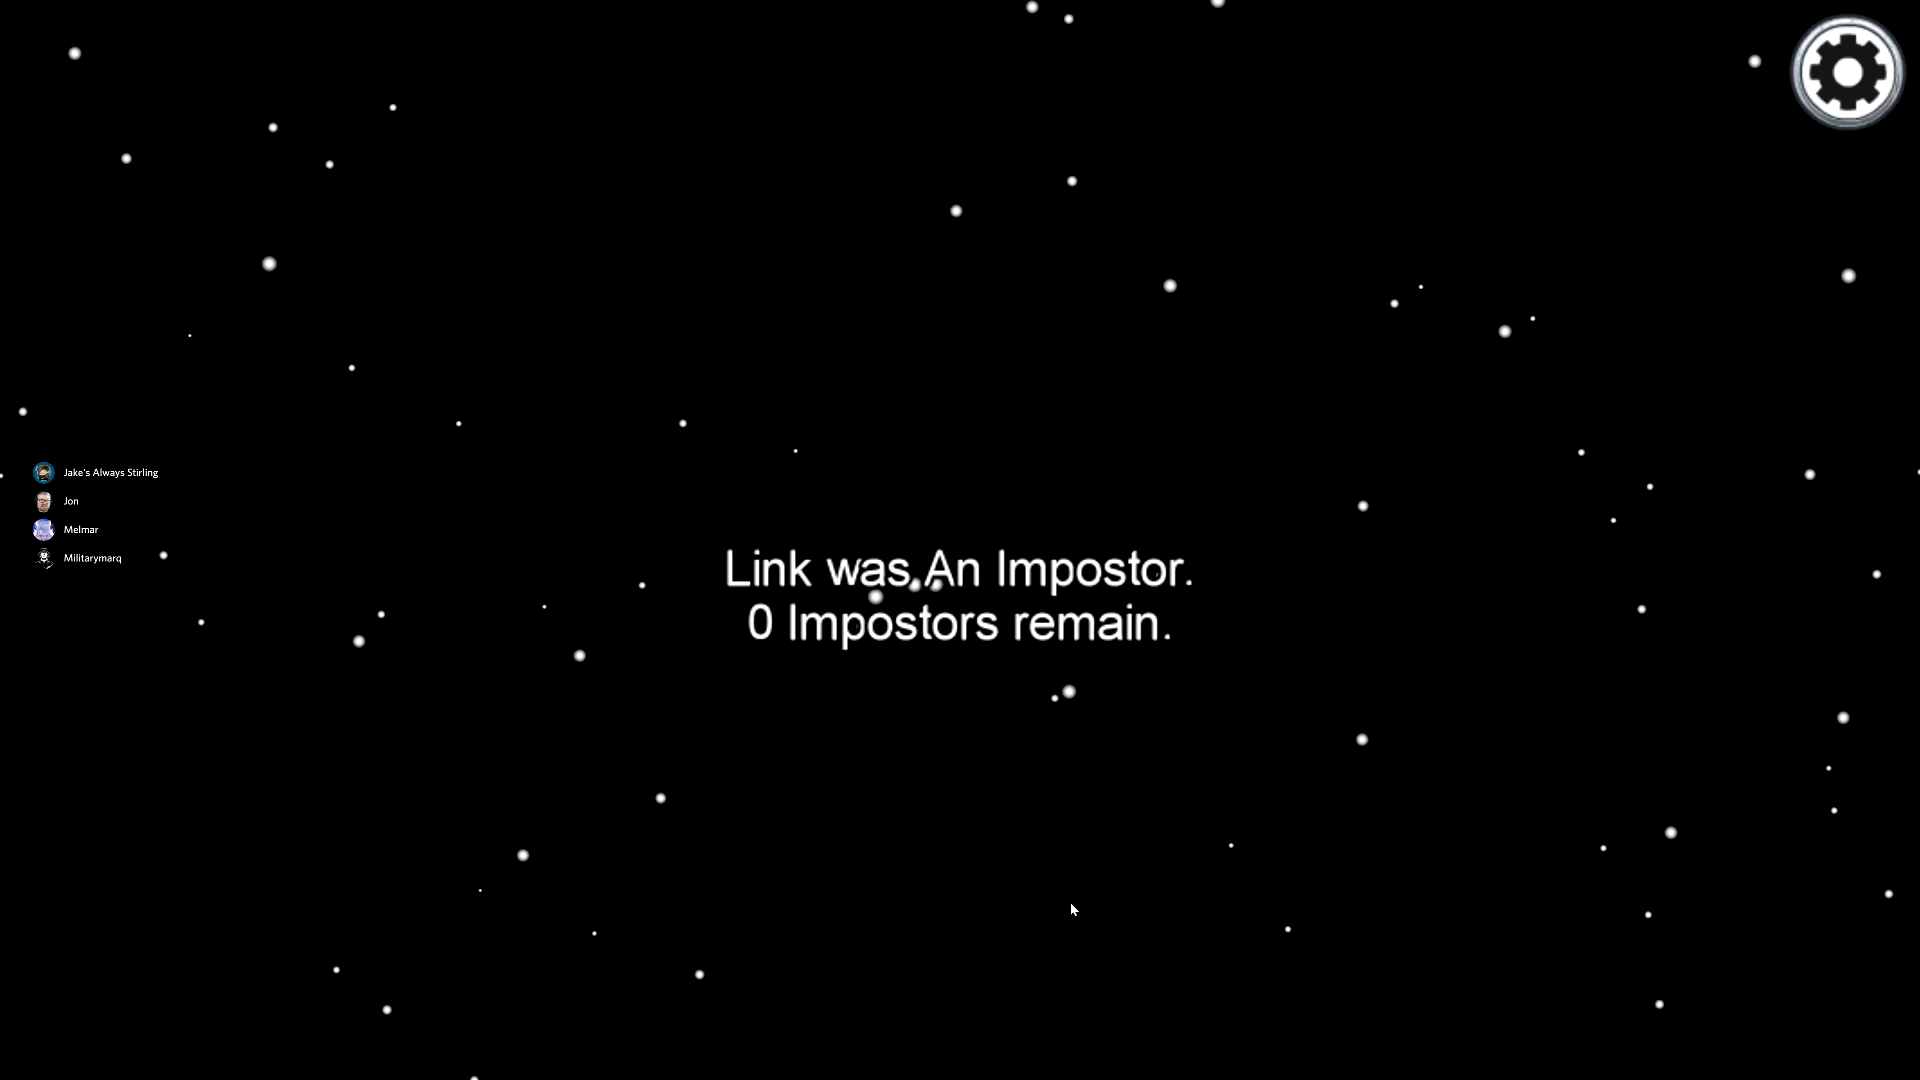 Jake's Always Stirling
Jon
Melmar
Militarymarq
Link was An Impostor.
0 Impostors remain.